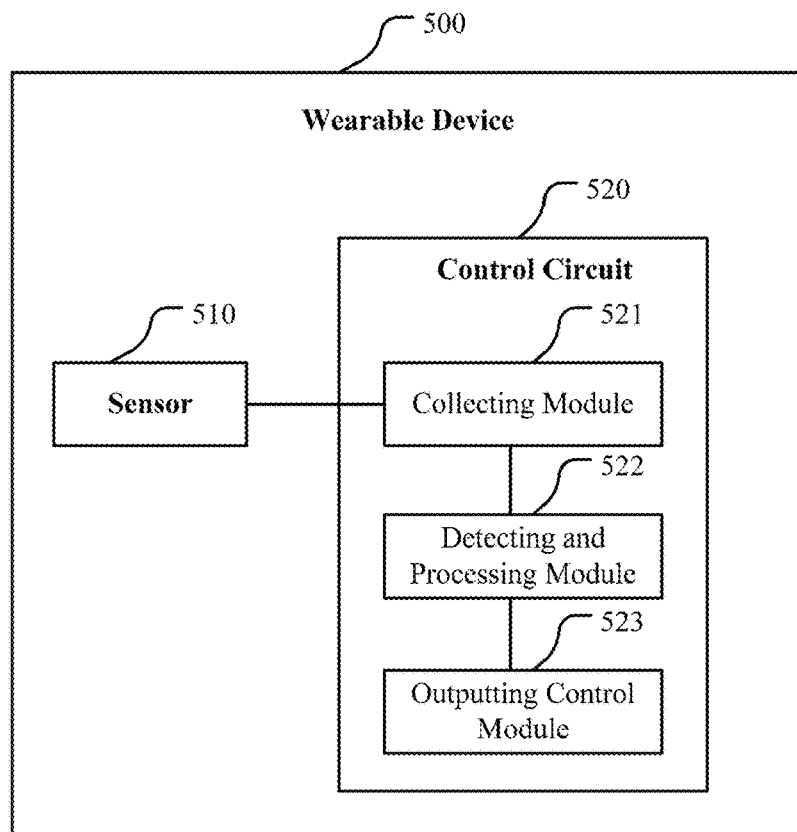 500
Wearable Device
520
Control Circuit
510
521
Sensor
Collecting Module
522
Detecting and
Processing Module
523
Outputting Control
Module